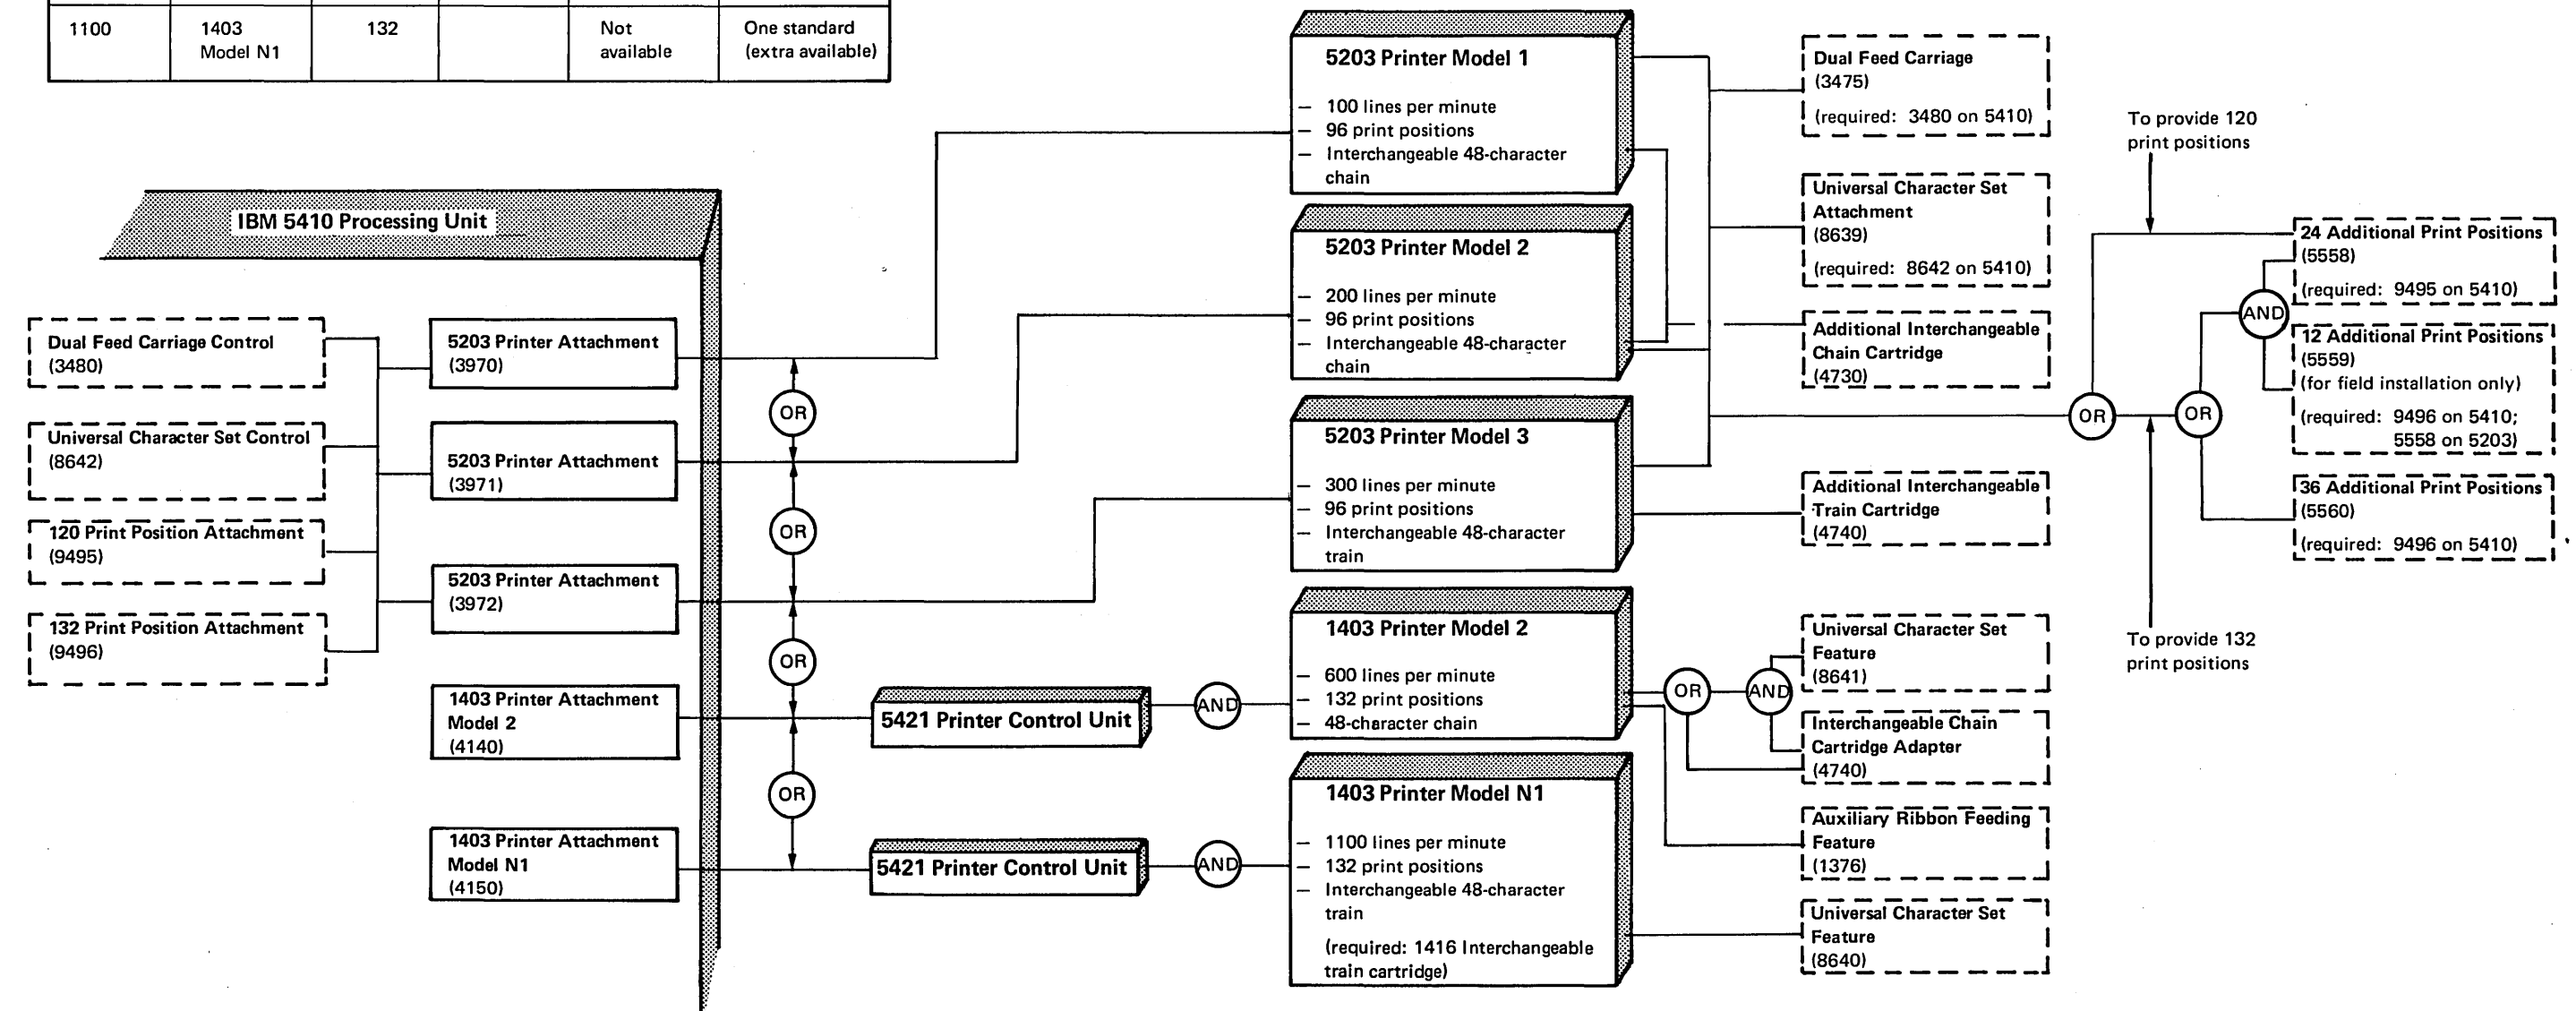 1100
1403
Model N1
132
Not
available
One standard
(extra available)
IBM 5410 Processing Unit
Dual Feed Carriage Control
(3480)
Universal Character Set Control
(8642)
120 Print Position Attachment
(9495)
132 Print Position Attachment
(9496)
5203 Printer Attachment
(3970)
5203 Printer Attachment
(3971)
5203 Printer Attachment
(3972)
1403 Printer Attachment
Model 2
(4140)
1403 Printer Attachment
Model N1
(4150)
OR
OR
OR
OR
5421 Printer Control Unit
AND
5421 Printer Control Unit
AND
5203 Printer Model 1
— 100 lines per minute
— 96 print positions
— Interchangeable 48-character
chain
5203 Printer Model 2
— 200 lines per minute
— 96 print positions
— Interchangeable 48-character
chain
5203 Printer Model 3
— 300 lines per minute
— 96 print positions
— Interchangeable 48-character
train
1403 Printer Model 2
— 600 lines per minute
— 132 print positions
— 48-character chain
1403 Printer Model N1
— 1100 lines per minute
— 132 print positions
— Interchangeable 48-character
train
(required: 1416 Interchangeable
train cartridge)
Dual Feed Carriage
(3475)
(required: 3480 on 5410)
Universal Character Set
Attachment
(8639)
(required: 8642 on 5410)
Additional Interchangeable
Chain Cartridge
(4730)
Additional Interchangeable
Train Cartridge
(4740)
OR
AND
Universal Character Set
Feature
(8641)
Interchangeable Chain
Cartridge Adapter
(4740)
Auxiliary Ribbon Feeding
Feature
(1376)
Universal Character Set
Feature
(8640)
To provide 120
print positions
OR
OR
To provide 132
print positions
AND
24 Additional Print Positions
(5558)
(required: 9495 on 5410)
12 Additional Print Positions
(5559)
(for field installation only)
(required: 9496 on 5410;
5558 on 5203)
36 Additional Print Positions
(5560)
(required: 9496 on 5410)